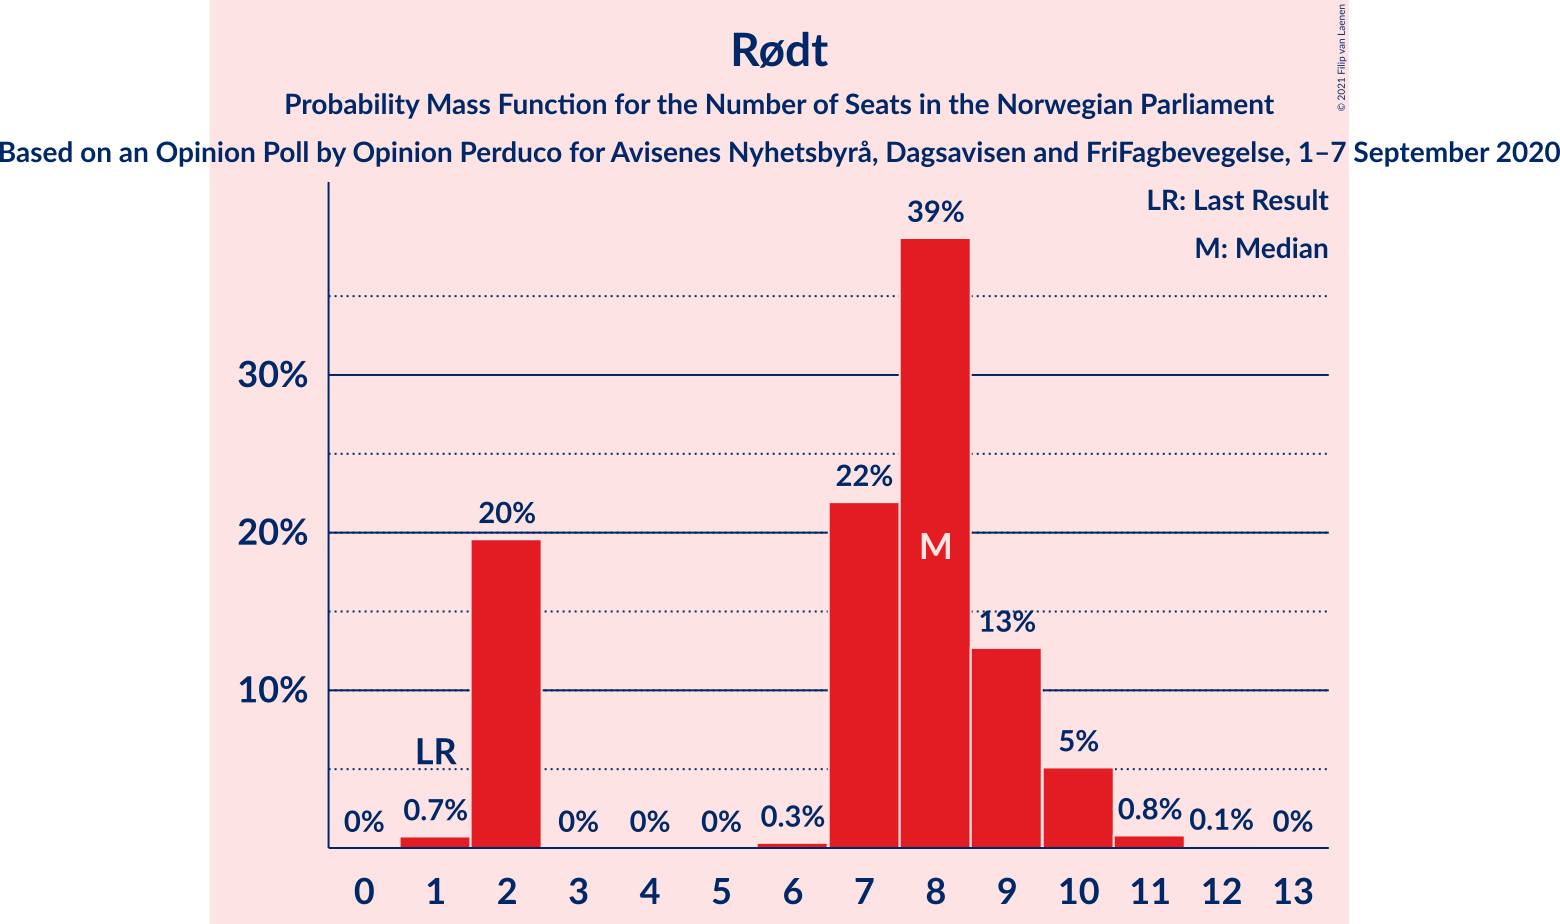 Rødt
Probability Mass Function for the Number of Seats in the Norwegian Parliament
Based on an Opinion Poll by Opinion Perduco for Avisenes Nyhetsbyrå, Dagsavisen and FriFagbevegelse, 1–7 September 2020
© 2021 Filip van Laenen
LR: Last Result
M: Median
39%
30%
22%
20%
20%
M
13%
10%
LR
5%
0% 0.7% 0% 0% 0% 0.3% 0.8% 0.1% 0%
0 1 2 3 4 5 6 7 8 9 10 11 12 13